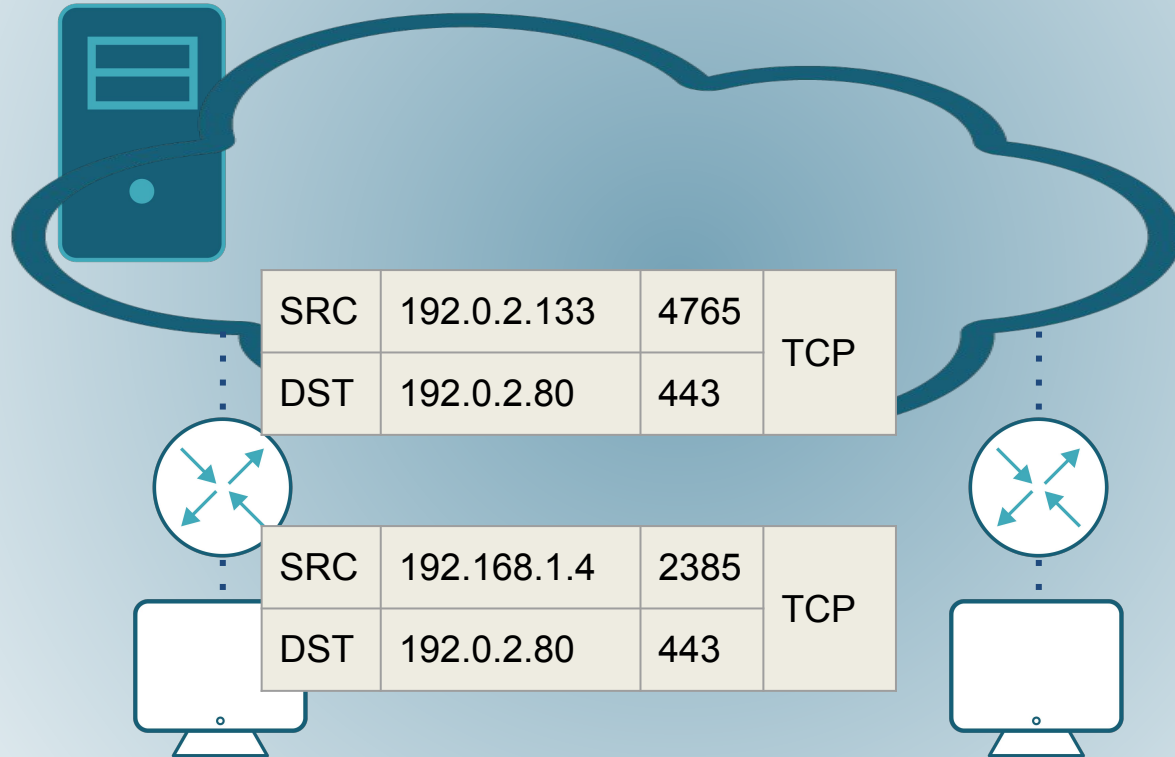 SRC 192.0.2.133 4765 TCP
DST 192.0.2.80 443
SRC 192.168.1.4 2385 TCP
DST 192.0.2.80 443